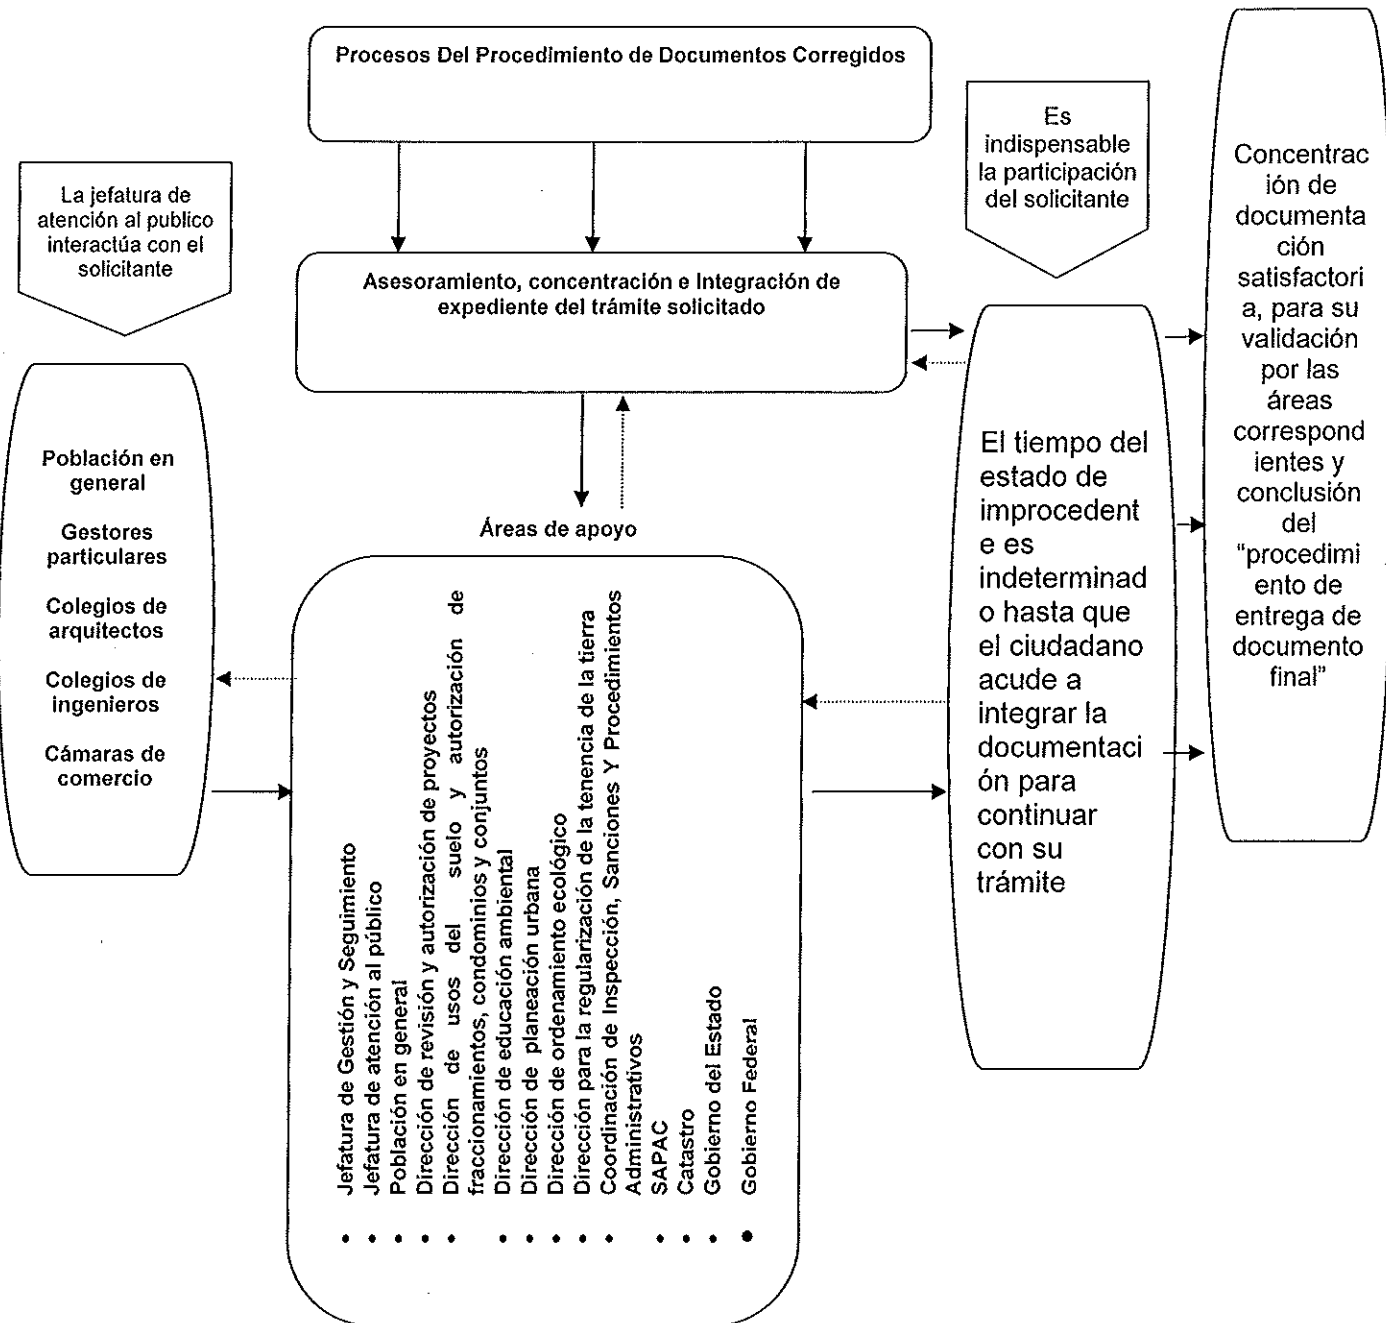 Procesos Del Procedimiento de Documentos Corregidos
La jefatura de
atención al publico
interactúa con el
solicitante
Es
indispensable
la participación
del solicitante
Asesoramiento, concentración e Integración de
expediente del trámite solicitado
Población en
general
Gestores
particulares
Colegios de
arquitectos
Colegios de
ingenieros
Cámaras de
comercio
Áreas de apoyo
• Jefatura de Gestión y Seguimiento
• Jefatura de atención al público
• Población en general
• Dirección de revisión y autorización de proyectos
• Dirección de usos del suelo y autorización de
fraccionamientos, condominios y conjuntos
• Dirección de educación ambiental
• Dirección de planeación urbana
• Dirección de ordenamiento ecológico
• Dirección para la regularización de la tenencia de la tierra
• Coordinación de Inspección, Sanciones Y Procedimientos
Administrativos
• SAPAC
• Catastro
• Gobierno del Estado
• Gobierno Federal
El tiempo del
estado de
improcedent
e es
indeterminad
o hasta que
el ciudadano
acude a
integrar la
documentaci
ón para
continuar
con su
trámite
Concentrac
ión de
documenta
ción
satisfactori
a, para su
validación
por las
áreas
correspond
ientes y
conclusión
del
“procedimi
ento de
entrega de
documento
final”